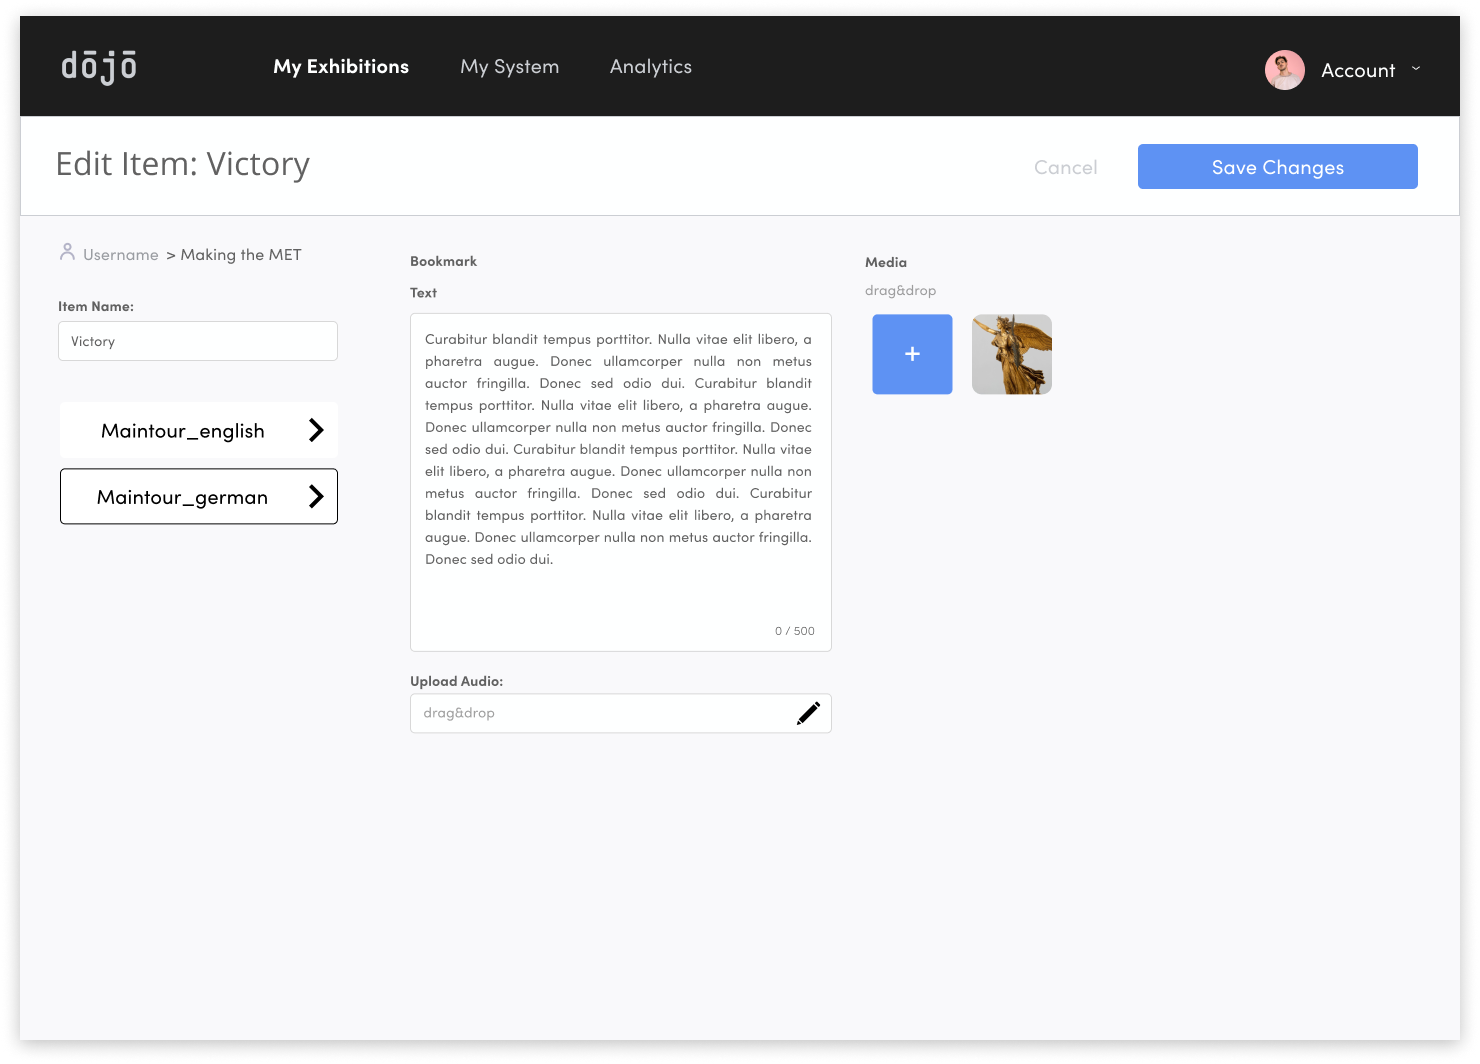 dōjō
My Exhibitions
My System
Analytics
Account
Edit Item: Victory
Cancel
Save Changes
Username > Making the MET
Item Name:
Victory
Maintour_english
Maintour_german
Bookmark
Text
Curabitur blandit tempus porttitor. Nulla vitae elit libero, a
pharetra augue. Donec ullamcorper nulla non metus
auctor fringilla. Donec sed odio dui. Curabitur blandit
tempus porttitor. Nulla vitae elit libero, a pharetra augue.
Donec ullamcorper nulla non metus auctor fringilla. Donec
sed odio dui. Curabitur blandit tempus porttitor. Nulla vitae
elit libero, a pharetra augue. Donec ullamcorper nulla non
metus auctor fringilla. Donec sed odio dui. Curabitur
blandit tempus porttitor. Nulla vitae elit libero, a pharetra
augue. Donec ullamcorper nulla non metus auctor fringilla.
Donec sed odio dui.
0 / 500
Upload Audio:
drag&drop
Media
drag&drop
+